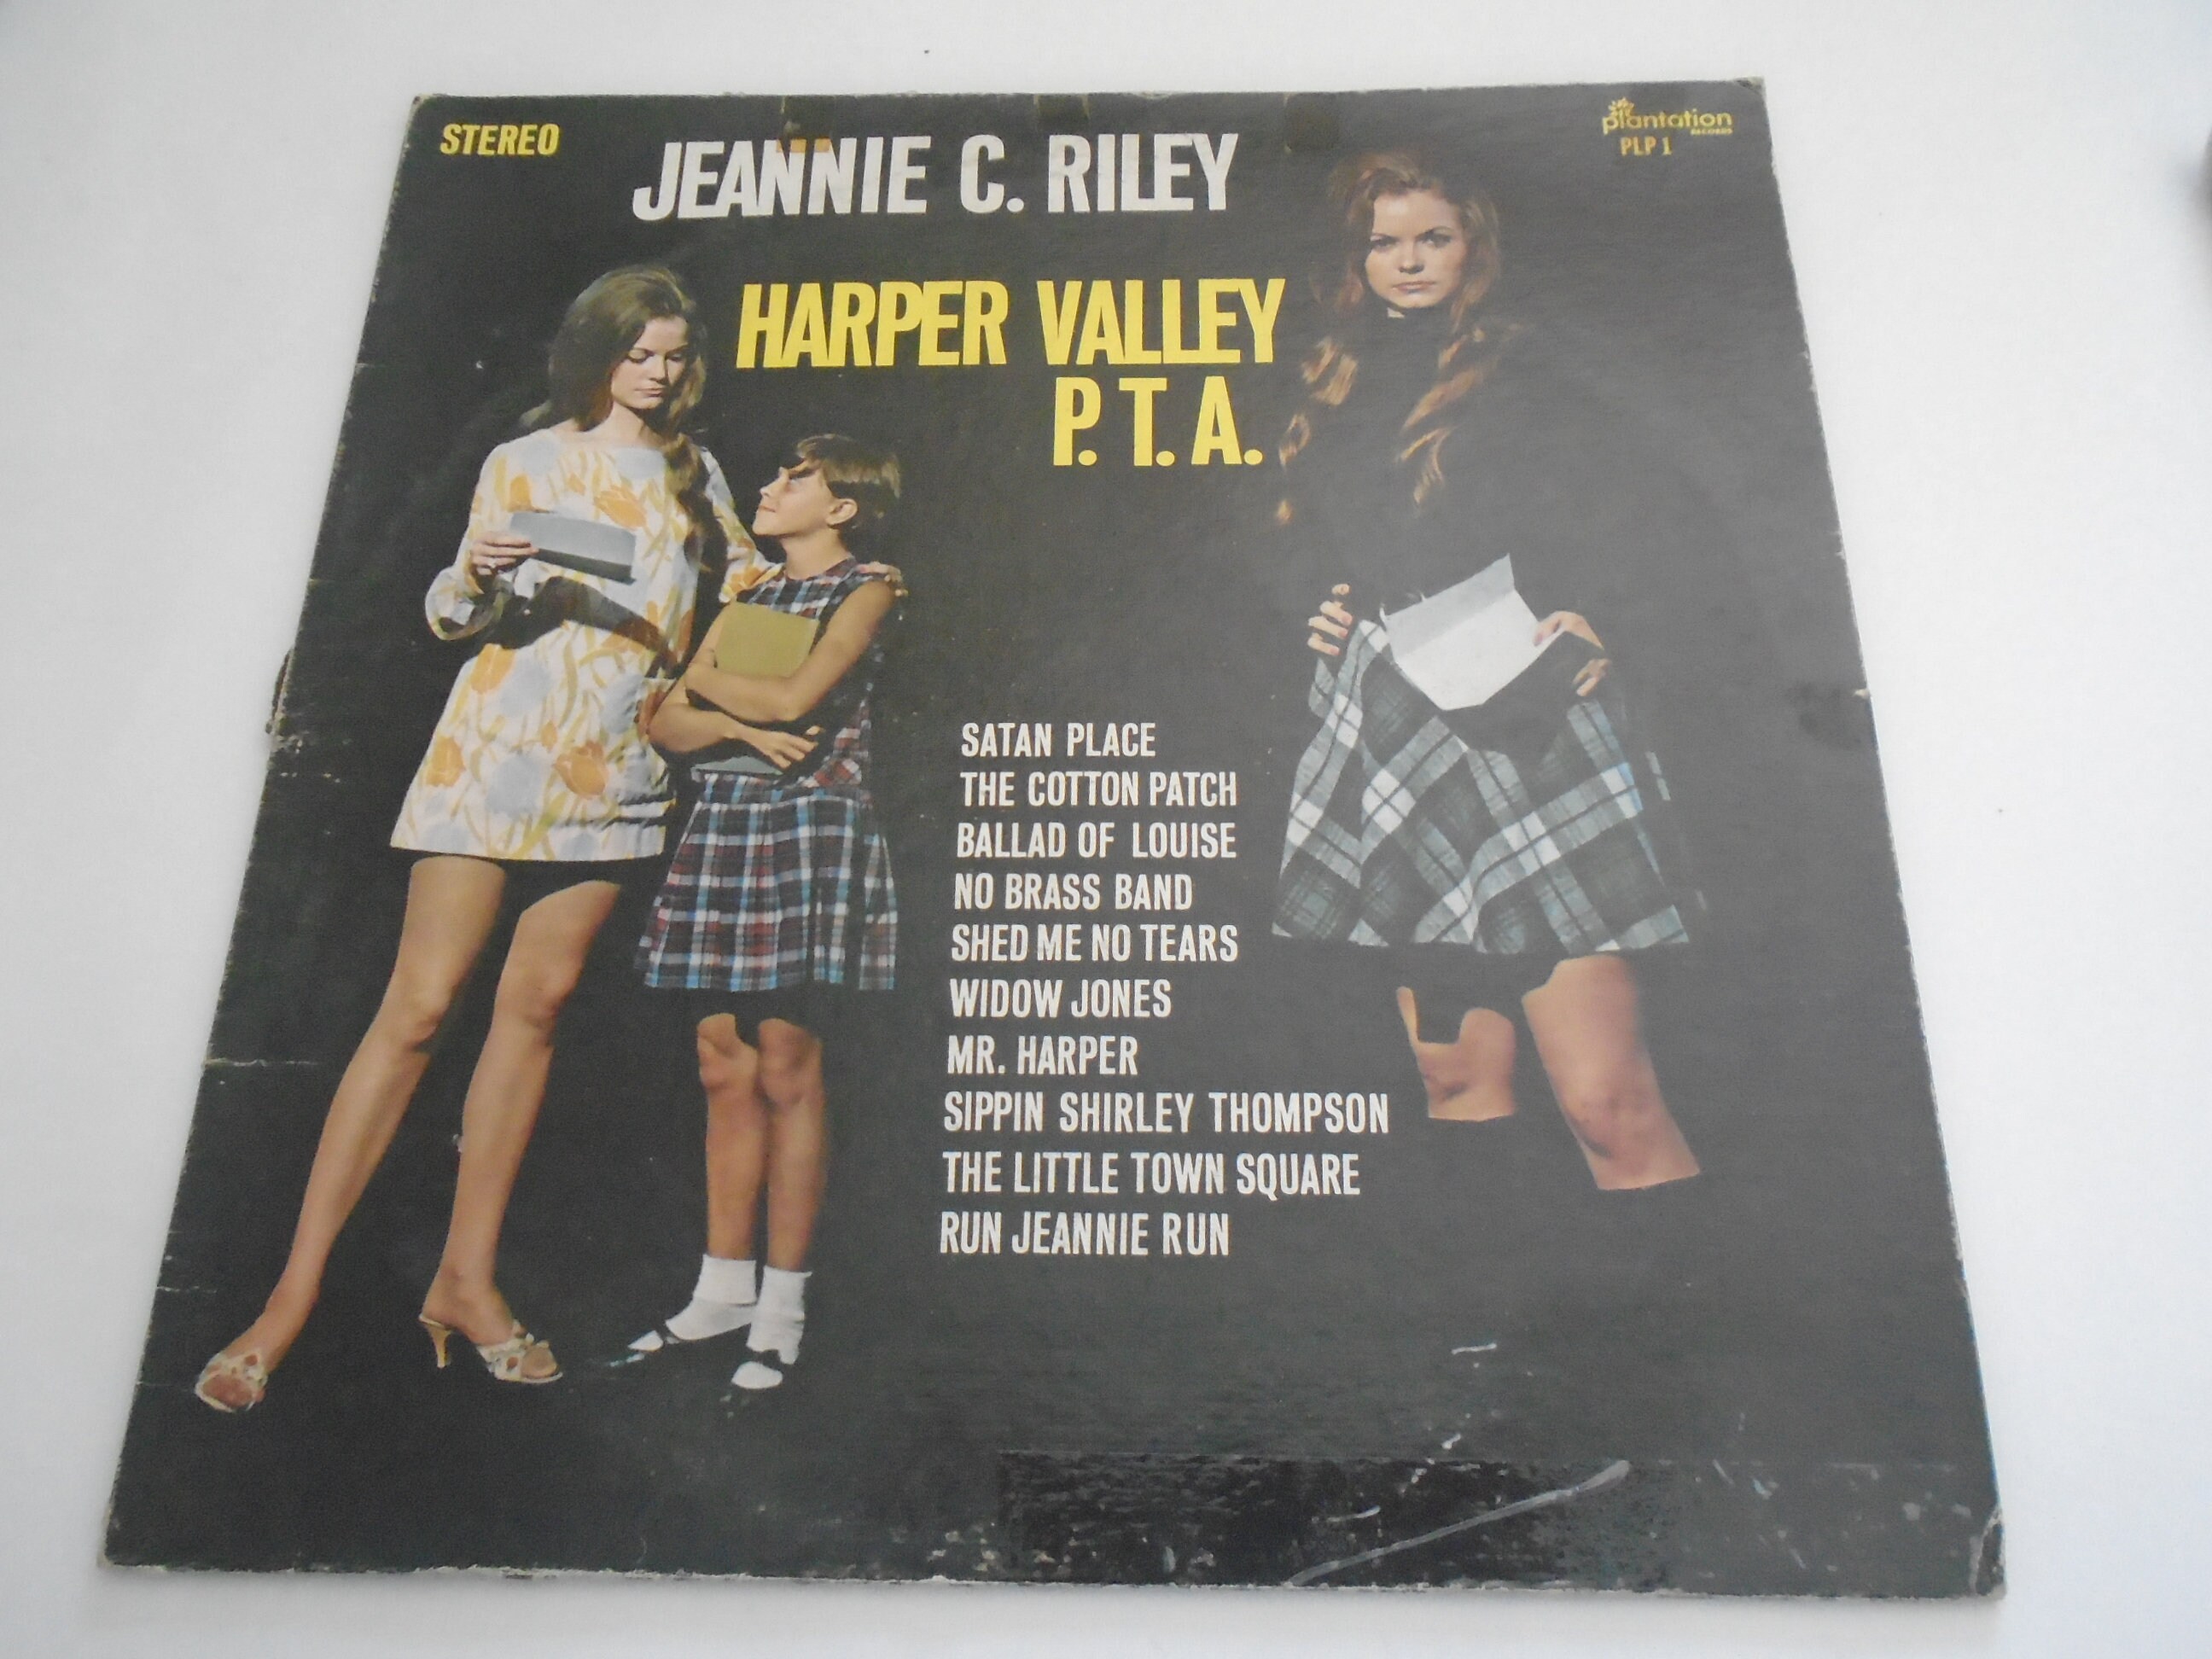 STEREO
JEANNIE C. RILEY
plantation
RECORDS
PLP 1
HARPER VALLEY
P.T.A.
SATAN PLACE
THE COTTON PATCH
BALLAD OF LOUISE
NO BRASS BAND
SHED ME NO TEARS
WIDOW JONES
MR. HARPER
SIPPIN SHIRLEY THOMPSON
THE LITTLE TOWN SQUARE
RUN JEANNIE RUN